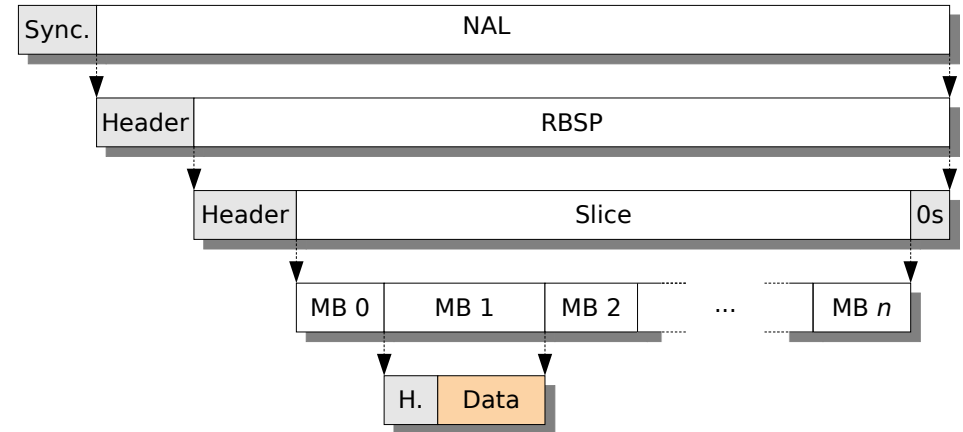 Sync. NAL
Header RBSP
Header Slice 0s
MB 0 MB 1 MB 2 ... MB n
H. Data